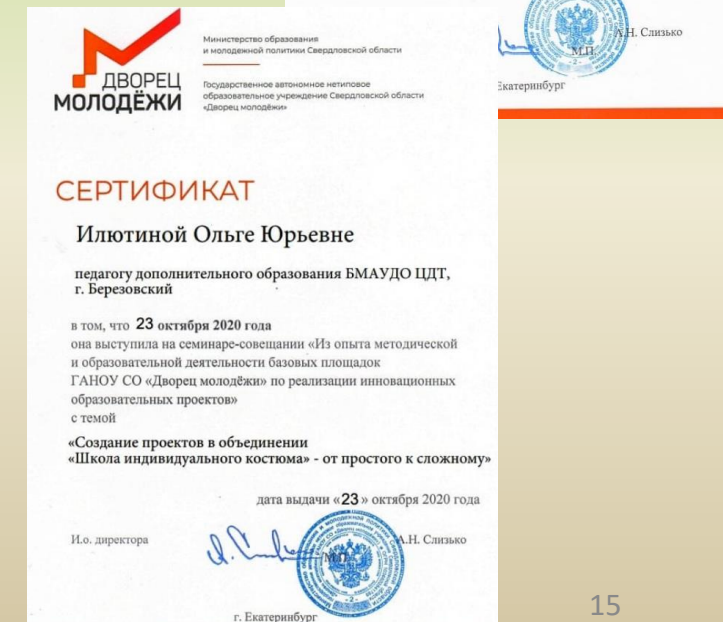 А.Н. Слизько
М.П.
Екатеринбург
ДВОРЕЦ
МОЛОДЁЖИ
Министерство образования
и молодежной политики Свердловской области
Государственное автономное нетиповое
образовательное учреждение Свердловской области
«Дворец молодёжи»
СЕРТИФИКАТ
Илютиной Ольге Юрьевне
педагогу дополнительного образования БМАУДО ЦДТ,
г. Березовский
в том, что 23 октября 2020 года
она выступила на семинаре-совещании «Из опыта методической
и образовательной деятельности базовых площадок
ГАНОУ СО «Дворец молодёжи» по реализации инновационных
образовательных проектов»
с темой
«Создание проектов в объединении
«Школа индивидуального костюма» - от простого к сложному»
дата выдачи «23» октября 2020 года
И.о. директора
А.Н. Слизько
М.П.
г. Екатеринбург
15